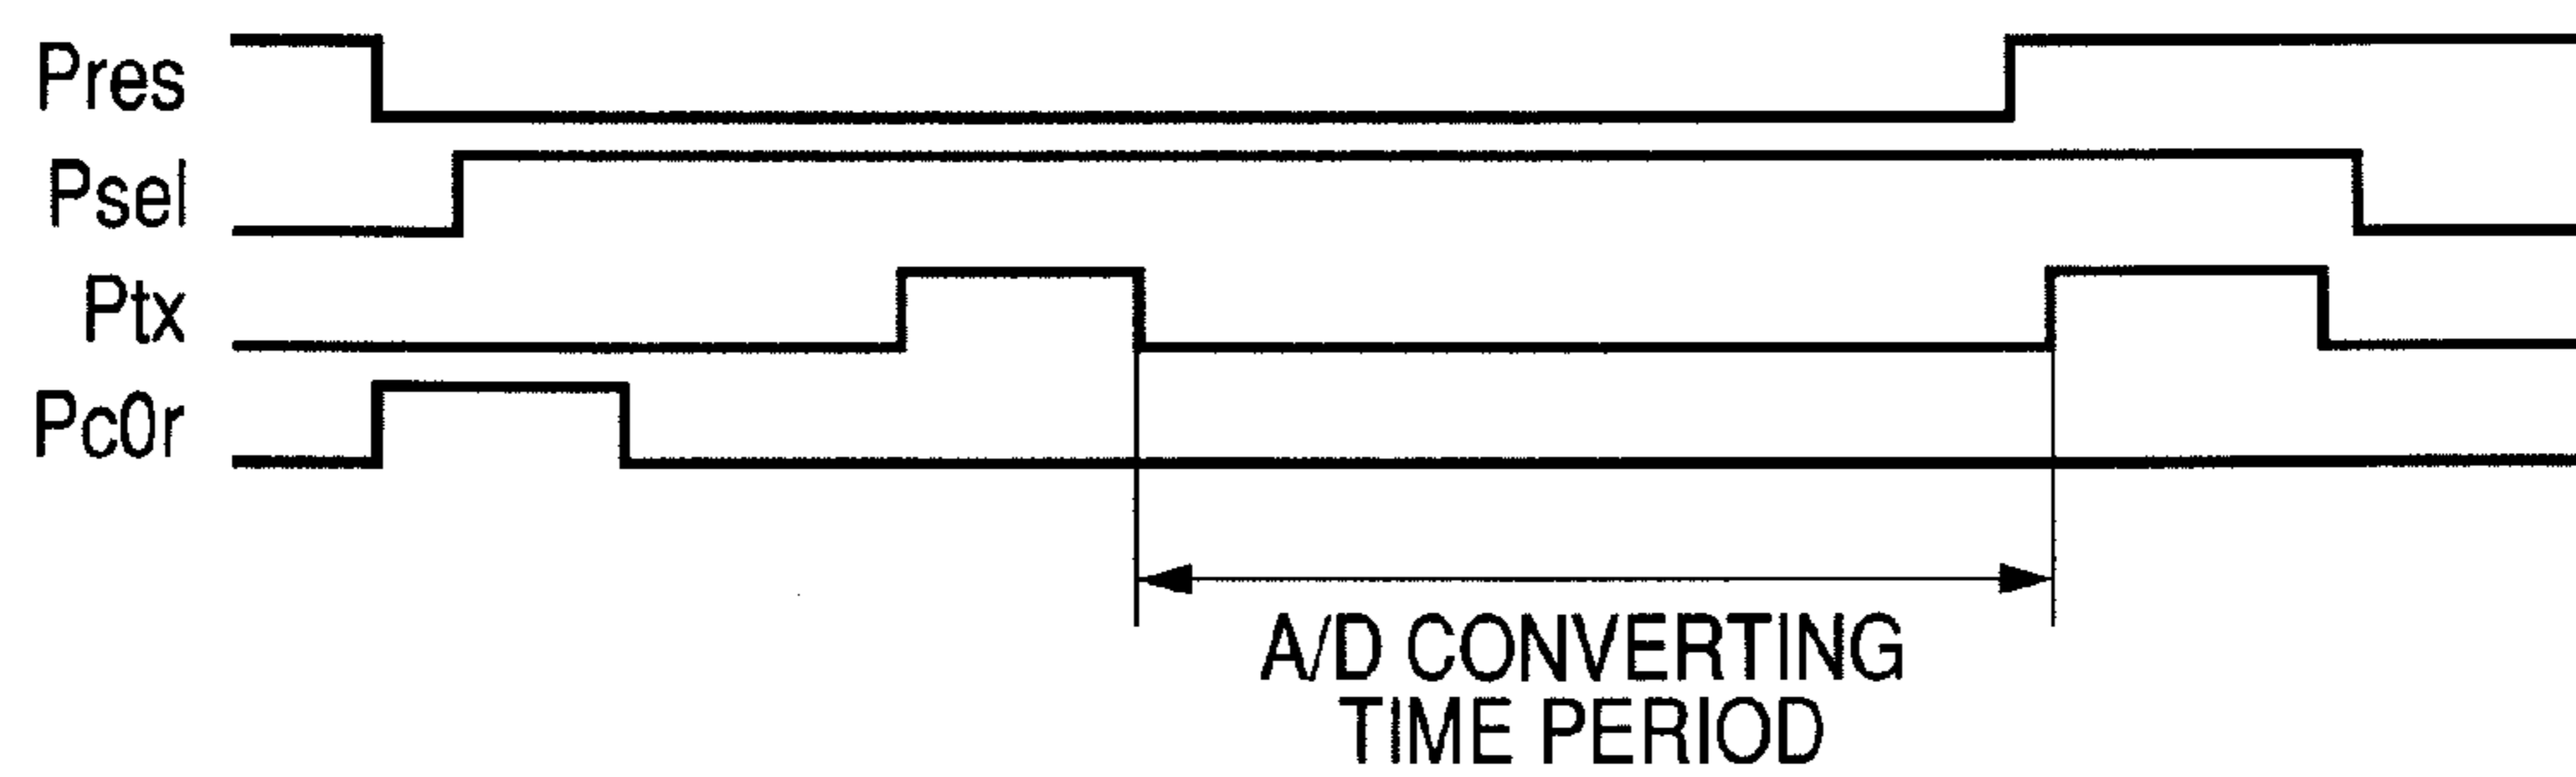 Pres
Psel
Ptx
Pc0r
A/D CONVERTING
TIME PERIOD